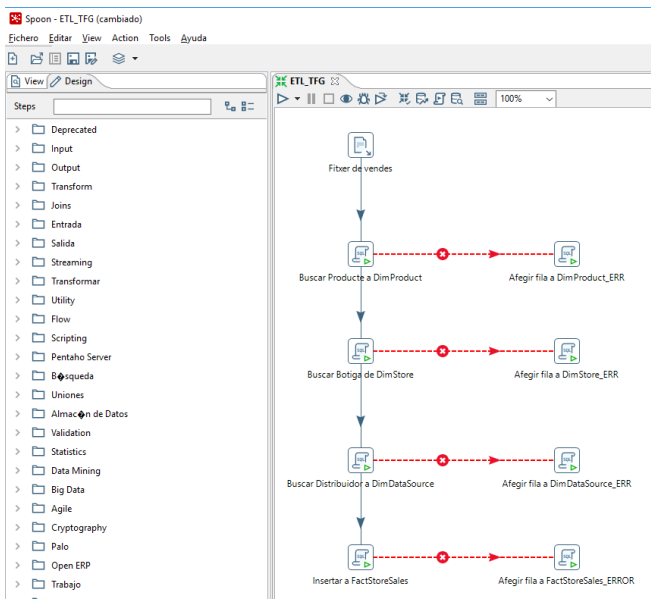 Spoon - ETL_TFG (cambiado)
Fichero Editar View Action Tools Ayuda
View Design
ETL_TFG
Steps
100%
Deprecated
Input
Output
Transform
Joins
Entrada
Salida
Streaming
Transformar
Utility
Flow
Scripting
Pentaho Server
B�squeda
Uniones
Almac�n de Datos
Validation
Statistics
Data Mining
Big Data
Agile
Cryptography
Palo
Open ERP
Trabajo
Fitxer de vendes
Buscar Producte a DimProduct
Afegir fila a DimProduct_ERR
Buscar Botiga de DimStore
Afegir fila a DimStore_ERR
Buscar Distribuidor a DimDataSource
Afegir fila a DimDataSource_ERR
Insertar a FactStoreSales
Afegir fila a FactStoreSales_ERROR